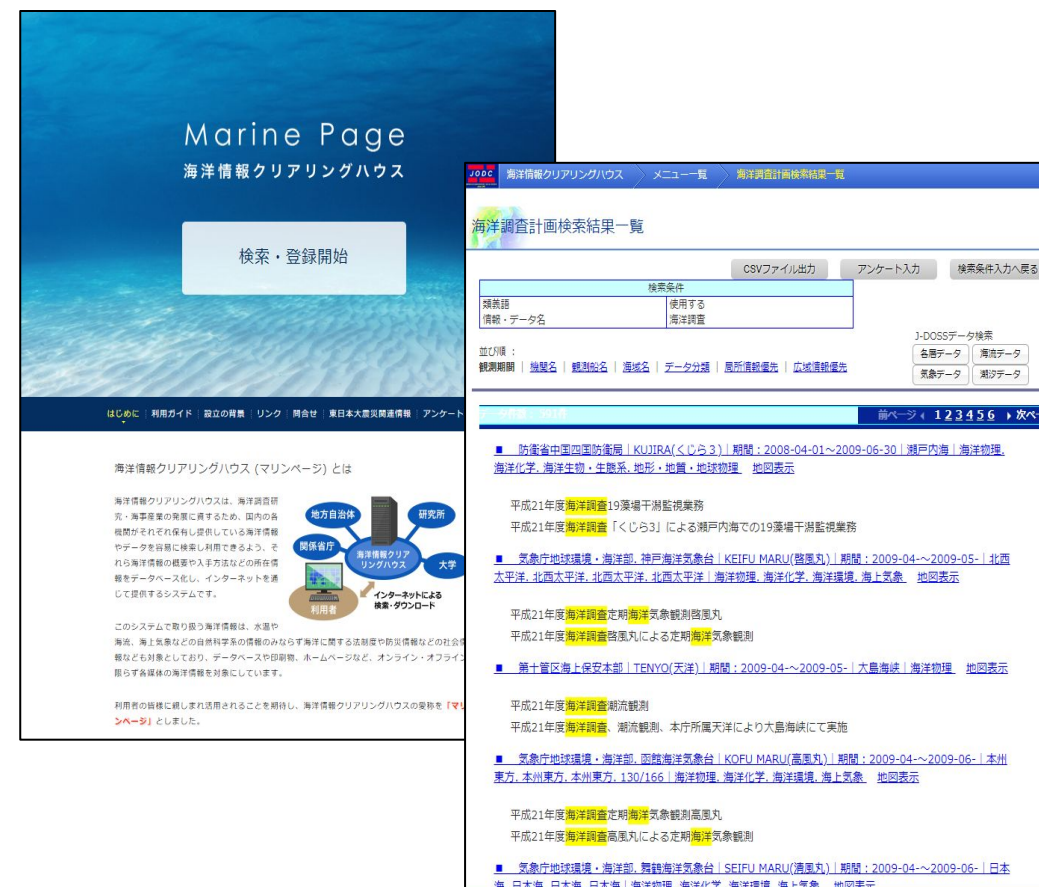 Marine Page
海洋情報クリアリングハウス
検索・登録開始
はじめに | 利用ガイド | 設立の背景 | リンク | 問合せ | 東日本大震災関連情報 | アンケート
海洋情報クリアリングハウス (マリンページ) とは
海洋情報クリアリングハウスは、海洋調査研
究・海事産業の発展に資するため、国内の各
機関がそれぞれ保有し提供している海洋情報
やデータを容易に検索し利用できるよう、そ
れら海洋情報の概要や入手方法などの所在情
報をデータベース化し、インターネットを通
じて提供するシステムです。
地方自治体
研究所
関係省庁
海洋情報クリア
リングハウス
大学
利用者
インターネットによる
検索・ダウンロード
このシステムで取り扱う海洋情報は、水温や
海流、海上気象などの自然科学系の情報のみならず海洋に関する法制度や防災情報などの社会
報なども対象としており、データベースや印刷物、ホームページなど、オンライン・オフライン
限らず各媒体の海洋情報を対象にしています。
利用者の皆様に親しまれ活用されることを期待し、海洋情報クリアリングハウスの愛称を「マリ
ンページ」としました。
JODC 海洋情報クリアリングハウス メニュー一覧 海洋調査計画検索結果一覧
海洋調査計画検索結果一覧
CSVファイル出力 アンケート入力 検索条件入力へ戻る
検索条件
類義語 使用する
情報・データ名 海洋調査
J-DOSSデータ検索
各層データ 海流データ
気象データ 潮汐データ
並び順 :
観測期間 | 機関名 | 観測船名 | 海域名 | データ分類 | 局所情報優先 | 広域情報優先
前ページ 1 2 3 4 5 6 次ペー
■ 防衛省中国四国防衛局 | KUJIRA(くじら3) | 期間 : 2008-04-01~2009-06-30 | 瀬戸内海 | 海洋物理,
海洋化学, 海洋生物・生態系, 地形・地質・地球物理 地図表示
平成21年度海洋調査19藻場干潟監視業務
平成21年度海洋調査「くじら3」による瀬戸内海での19藻場干潟監視業務
■ 気象庁地球環境・海洋部, 神戸海洋気象台 | KEIFU MARU(啓風丸) | 期間 : 2009-04-~2009-05- | 北西
太平洋, 北西太平洋, 北西太平洋, 北西太平洋 | 海洋物理, 海洋化学, 海洋環境, 海上気象 地図表示
平成21年度海洋調査定期海洋気象観測啓風丸
平成21年度海洋調査啓風丸による定期海洋気象観測
■ 第十管区海上保安本部 | TENYO(天洋) | 期間 : 2009-04-~2009-05- | 大島海峡 | 海洋物理 地図表示
平成21年度海洋調査潮流観測
平成21年度海洋調査、潮流観測、本庁所属天洋により大島海峡にて実施
■ 気象庁地球環境・海洋部, 函館海洋気象台 | KOFU MARU(高風丸) | 期間 : 2009-04-~2009-06- | 本州
東方, 本州東方, 本州東方, 130/166 | 海洋物理, 海洋化学, 海洋環境, 海上気象 地図表示
平成21年度海洋調査定期海洋気象観測高風丸
平成21年度海洋調査高風丸による定期海洋気象観測
■ 気象庁地球環境・海洋部, 舞鶴海洋気象台 | SEIFU MARU(清風丸) | 期間 : 2009-04-~2009-06- | 日本
海, 日本海, 日本海, 日本海 | 海洋物理, 海洋化学, 海洋環境, 海上気象 地図表示